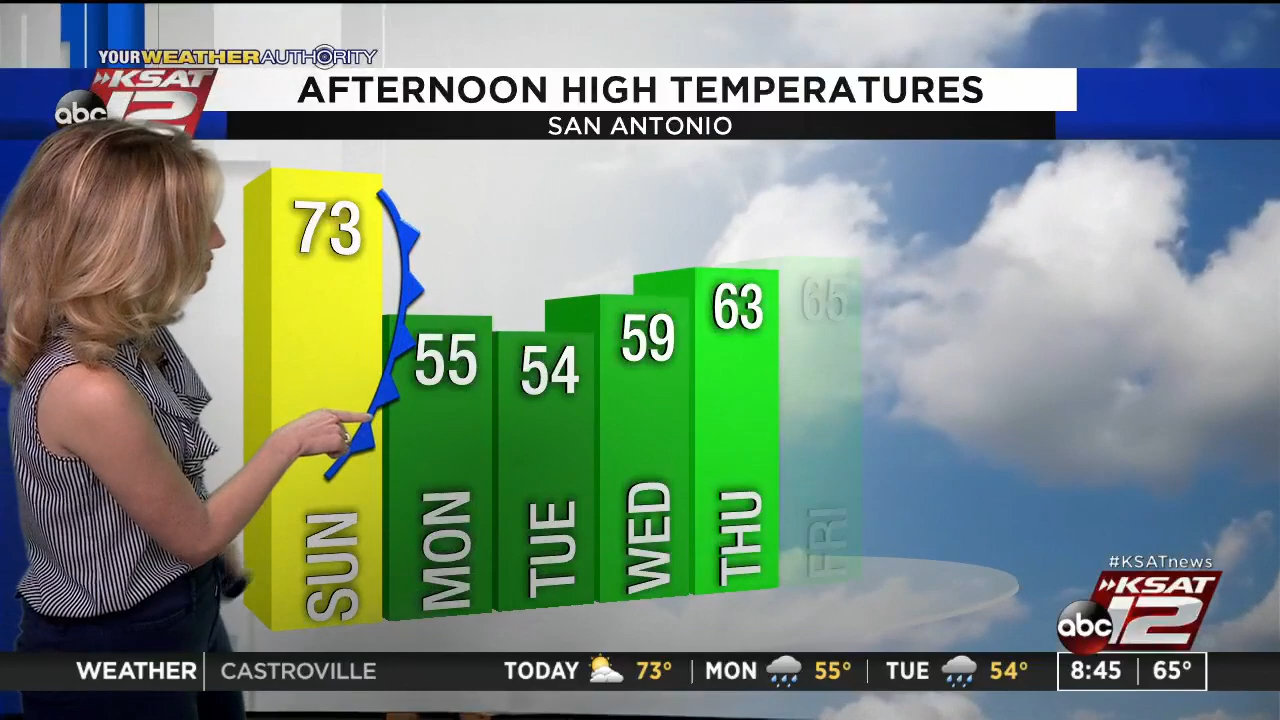 YOUR WEATHER AUTHORITY
KSAT
abc 12
AFTERNOON HIGH TEMPERATURES
SAN ANTONIO
73
55
54
59
63
65
SUN
MON
TUE
WED
THU
FRI
#KSATnews
KSAT
abc 12
WEATHER CASTROVILLE TODAY 73° MON 55° TUE 54° 8:45 65°